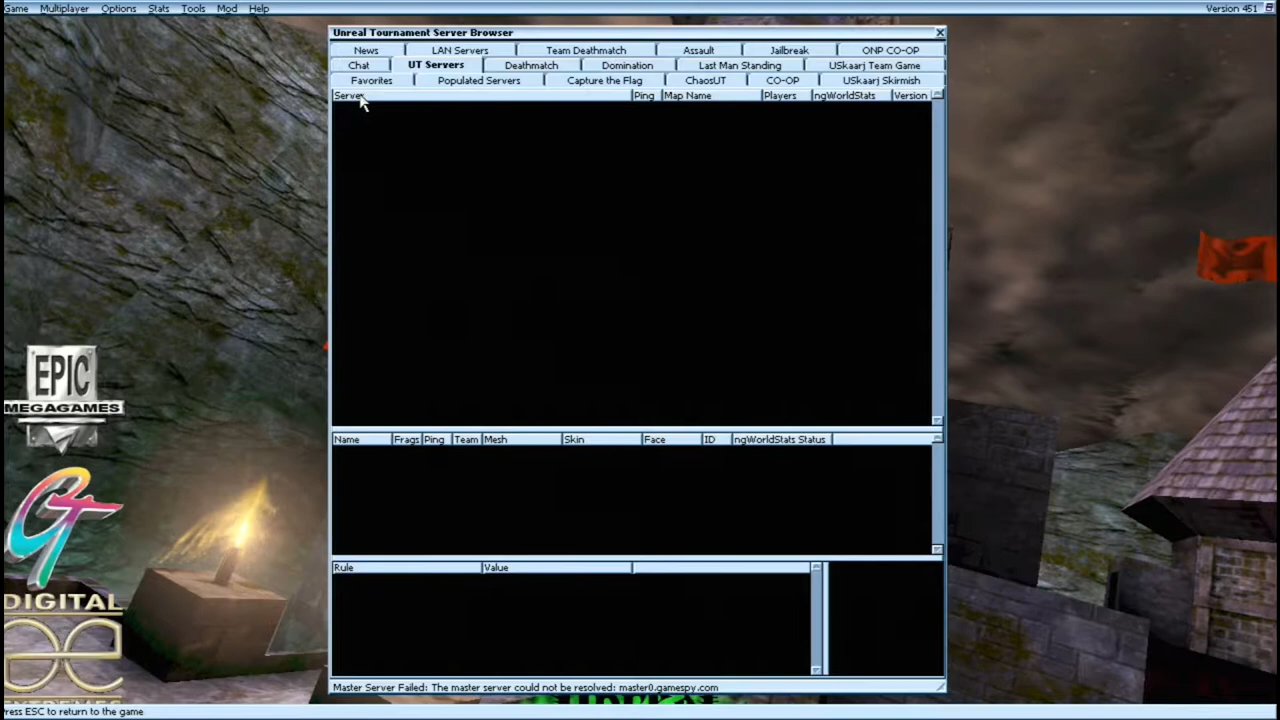 Game Multiplayer Options Stats Tools Mod Help Version 451
Unreal Tournament Server Browser
News LAN Servers Team Deathmatch Assault Jailbreak ONP CO-OP
Chat UT Servers Deathmatch Domination Last Man Standing USkaarj Team Game
Favorites Populated Servers Capture the Flag ChaosUT CO-OP USkaarj Skirmish
Server Ping Map Name Players ngWorldStats Version
EPIC
MEGAGAMES
Name Frags Ping Team Mesh Skin Face ID ngWorldStats Status
Rule Value
DIGITAL
EXTREMES
Master Server Failed: The master server could not be resolved: master0.gamespy.com
Press ESC to return to the game